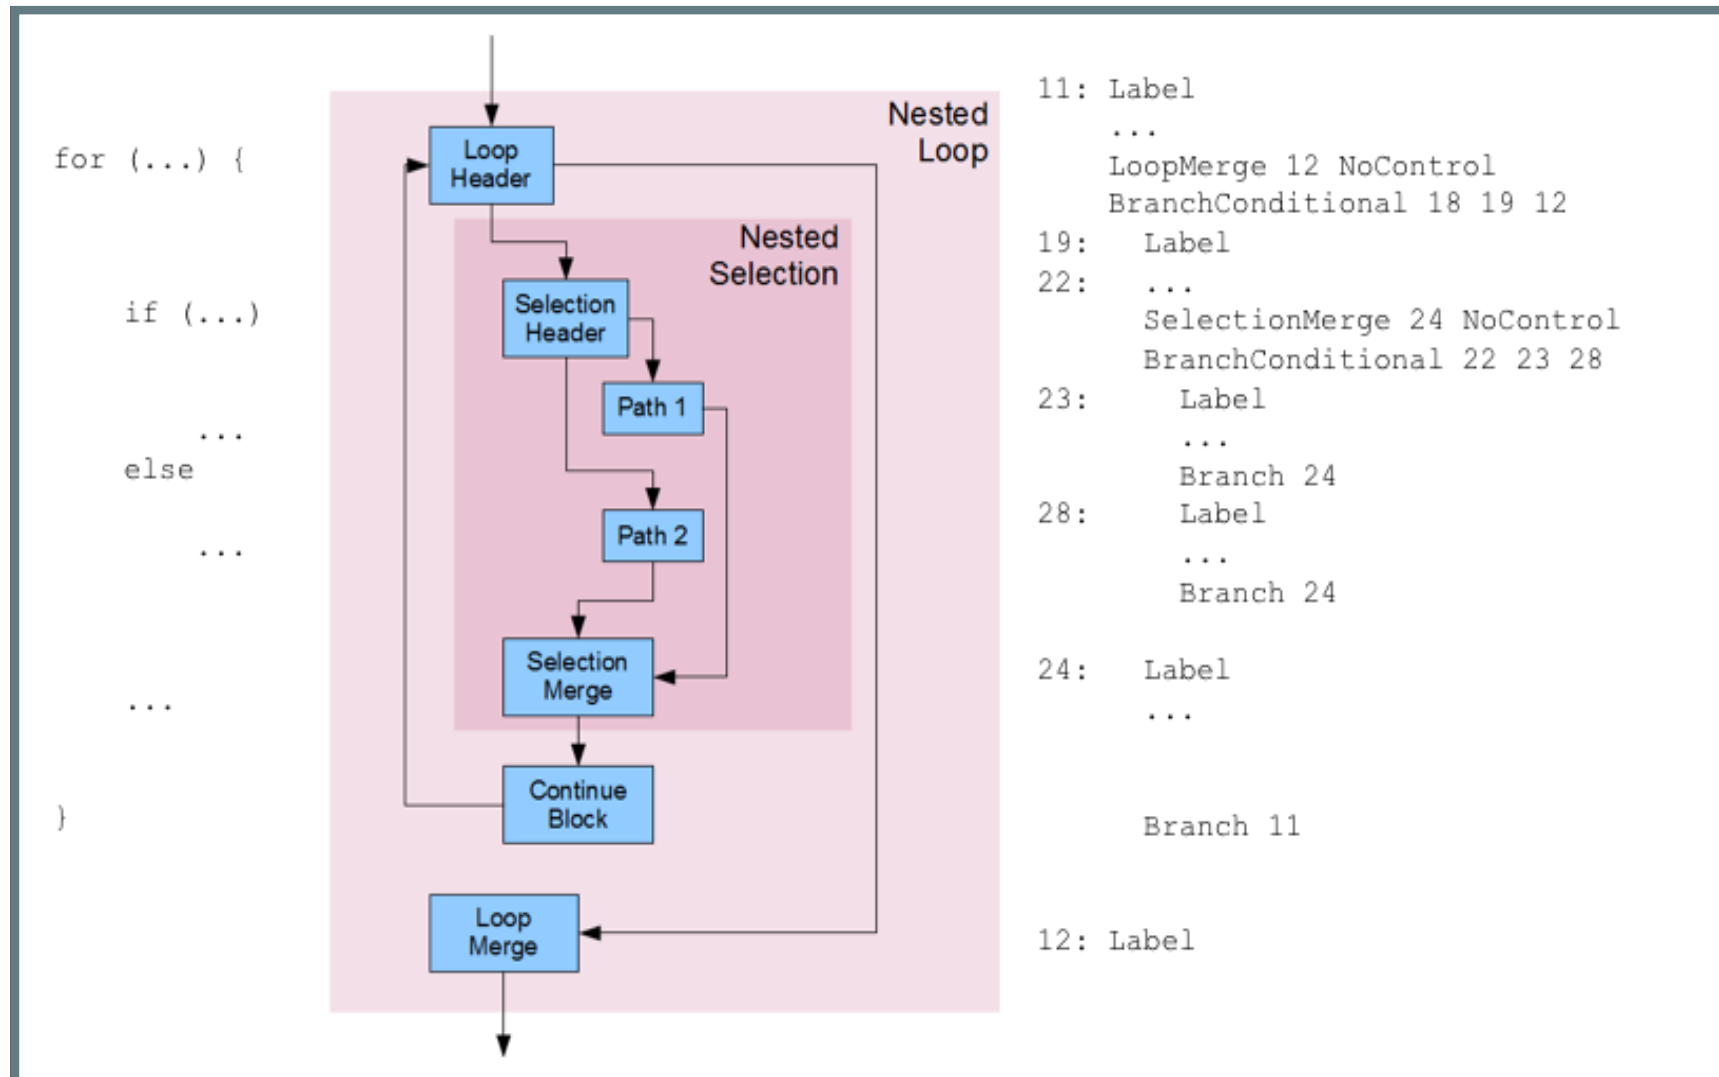 for (...) {
if (...)
...
else
...
...
}
Nested
Loop
Loop
Header
Nested
Selection
Selection
Header
Path 1
Path 2
Selection
Merge
Continue
Block
Loop
Merge
11: Label
...
LoopMerge 12 NoControl
BranchConditional 18 19 12
19: Label
22: ...
SelectionMerge 24 NoControl
BranchConditional 22 23 28
23: Label
...
Branch 24
28: Label
...
Branch 24
24: Label
...
Branch 11
12: Label